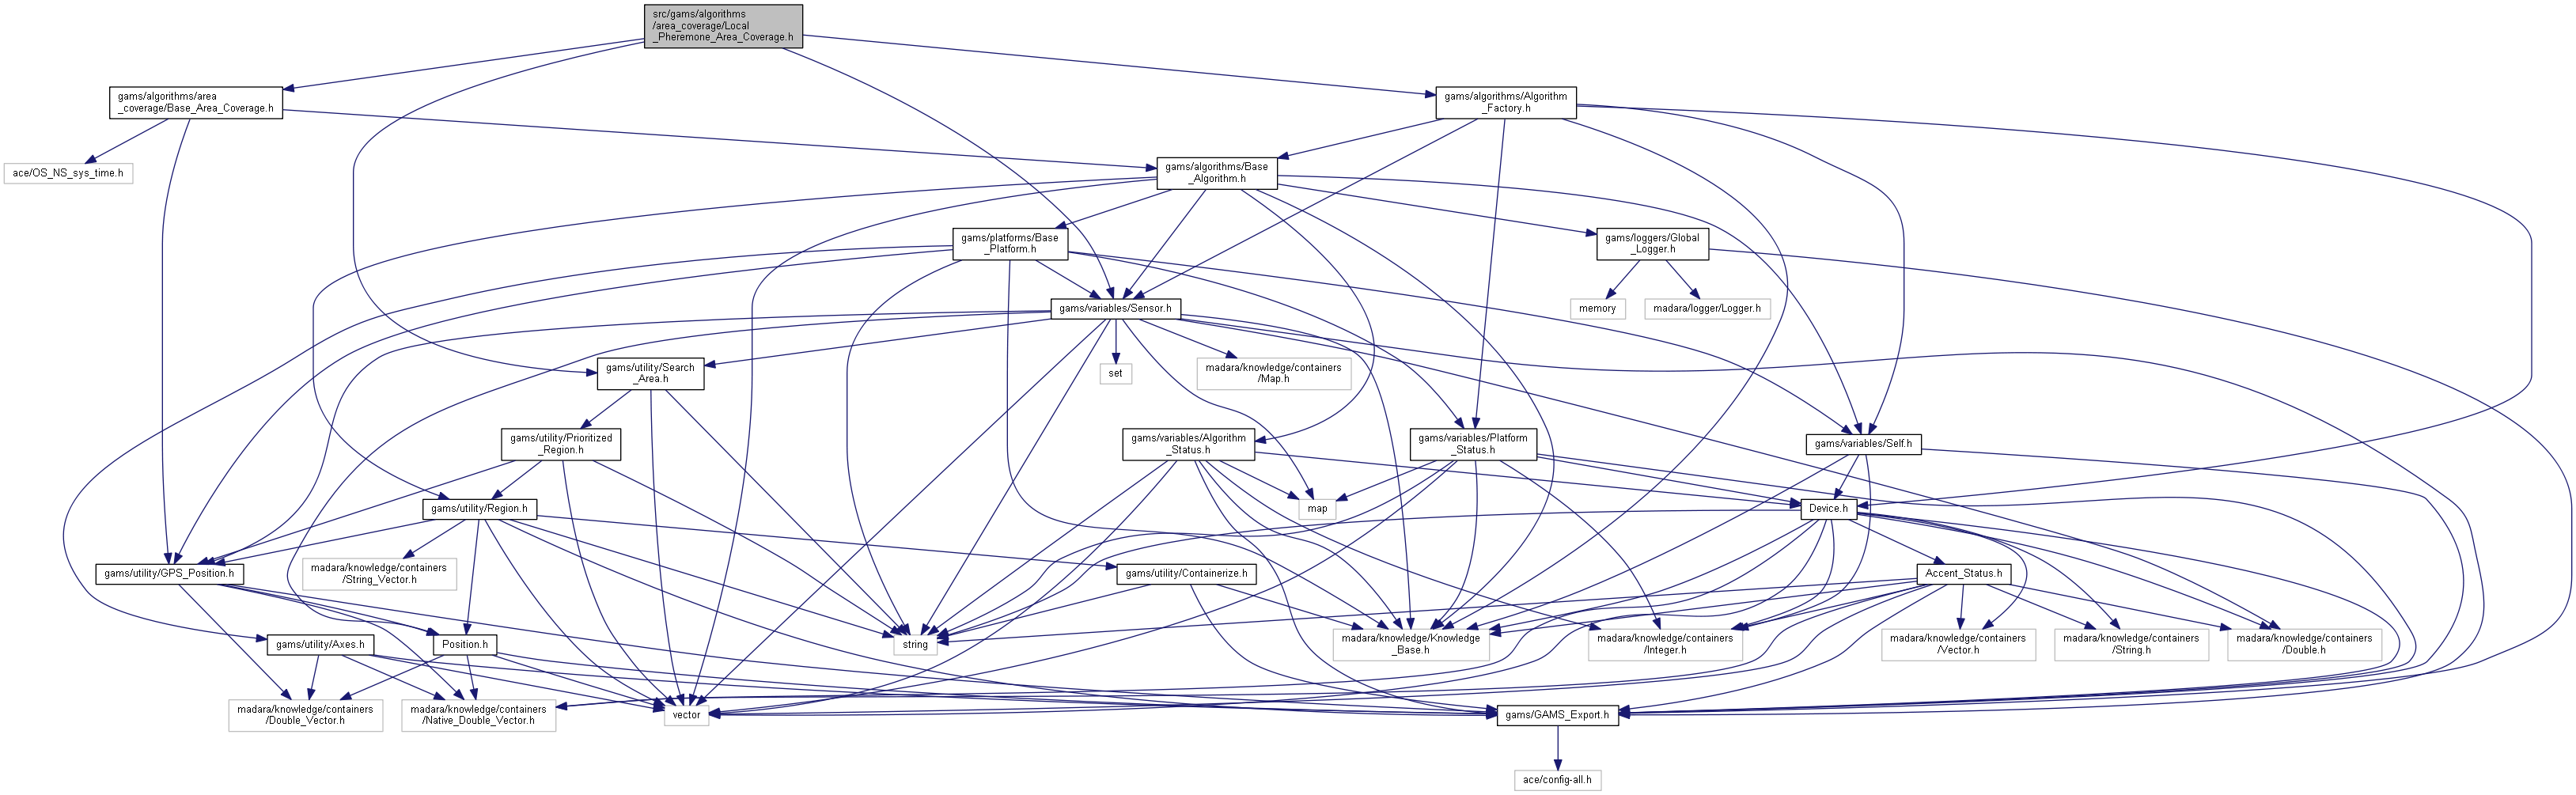 src/gams/algorithms
/area_coverage/Local
_Pheremone_Area_Coverage.h
gams/algorithms/area
_coverage/Base_Area_Coverage.h
gams/algorithms/Algorithm
_Factory.h
ace/OS_NS_sys_time.h
gams/algorithms/Base
_Algorithm.h
gams/platforms/Base
_Platform.h
gams/loggers/Global
_Logger.h
gams/variables/Sensor.h
memory
madara/logger/Logger.h
gams/utility/Search
_Area.h
set
madara/knowledge/containers
/Map.h
gams/utility/Prioritized
_Region.h
gams/variables/Algorithm
_Status.h
gams/variables/Platform
_Status.h
gams/variables/Self.h
gams/utility/Region.h
map
Device.h
gams/utility/GPS_Position.h
madara/knowledge/containers
/String_Vector.h
gams/utility/Containerize.h
Accent_Status.h
gams/utility/Axes.h
Position.h
string
madara/knowledge/Knowledge
_Base.h
madara/knowledge/containers
/Integer.h
madara/knowledge/containers
/Vector.h
madara/knowledge/containers
/String.h
madara/knowledge/containers
/Double.h
madara/knowledge/containers
/Double_Vector.h
madara/knowledge/containers
/Native_Double_Vector.h
vector
gams/GAMS_Export.h
ace/config-all.h